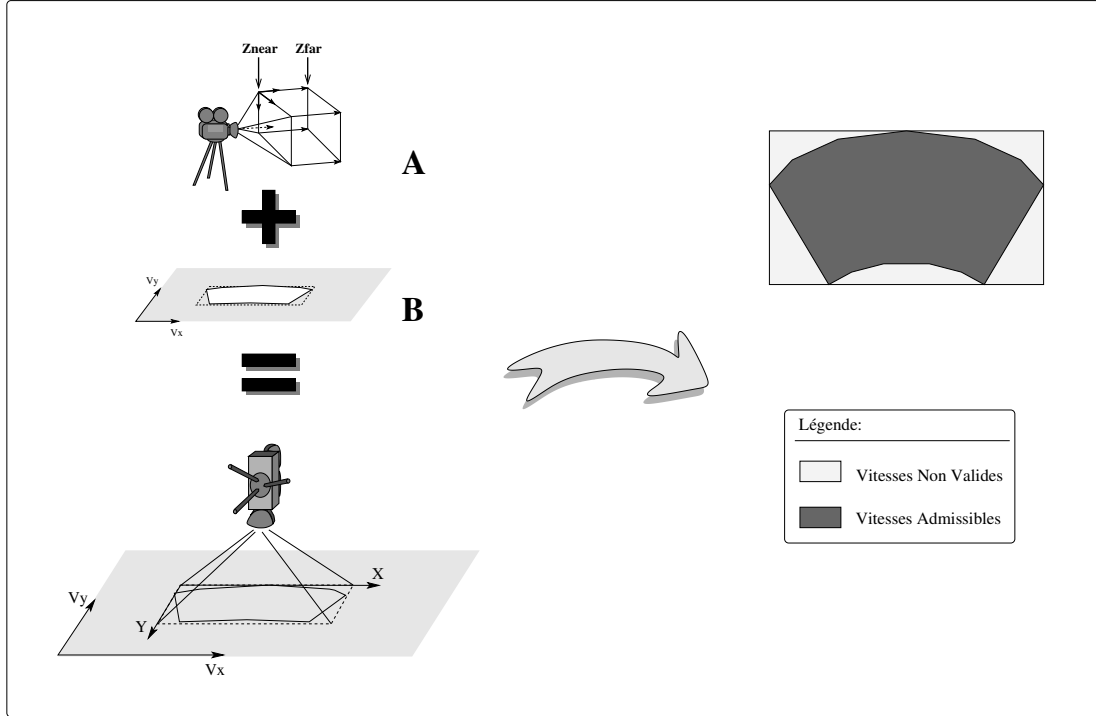 Znear Zfar
A
Vy
Vx
B
Légende:
Vitesses Non Valides
Vitesses Admissibles
X
Vy
Y
Vx